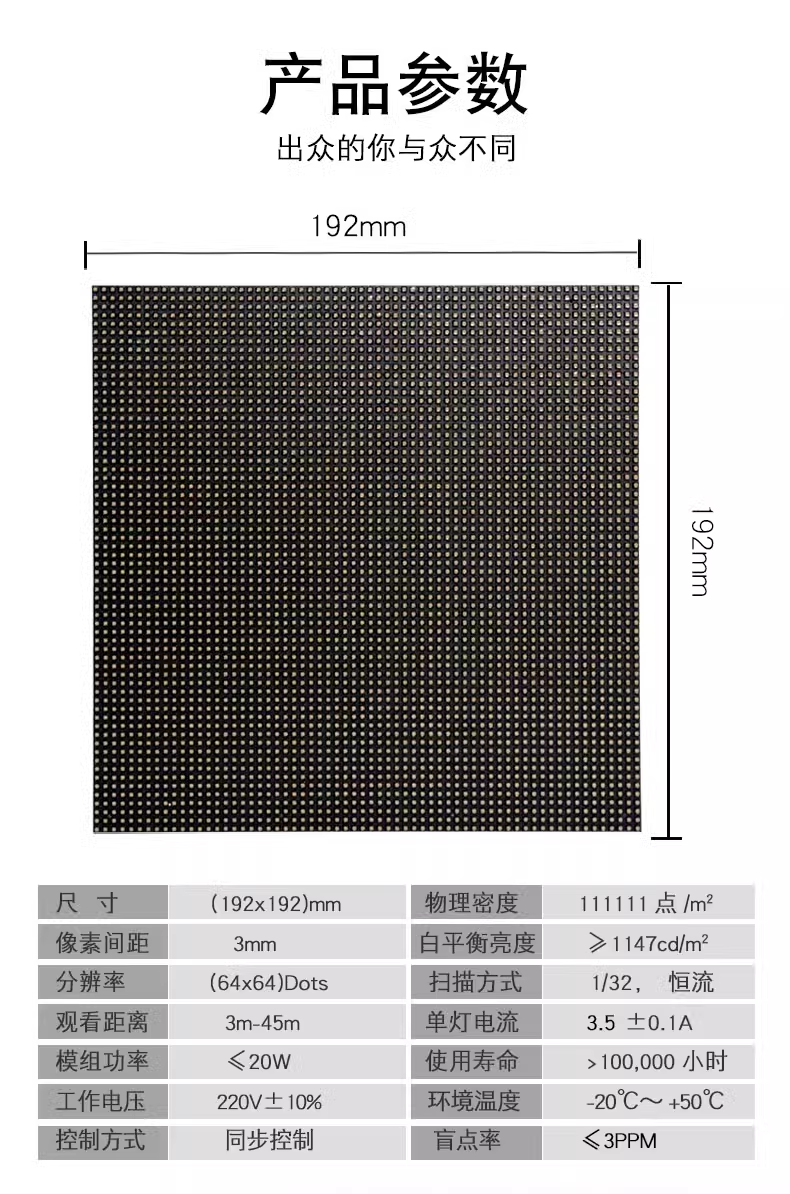 产品参数
出众的你与众不同
192mm
192mm
尺 寸 (192x192)mm 物理密度 111111 点 /m²
像素间距 3mm 白平衡亮度 ≥1147cd/m²
分辨率 (64x64)Dots 扫描方式 1/32， 恒流
观看距离 3m-45m 单灯电流 3.5 ±0.1A
模组功率 ≤20W 使用寿命 >100,000 小时
工作电压 220V±10% 环境温度 -20℃～+50℃
控制方式 同步控制 盲点率 ≤3PPM